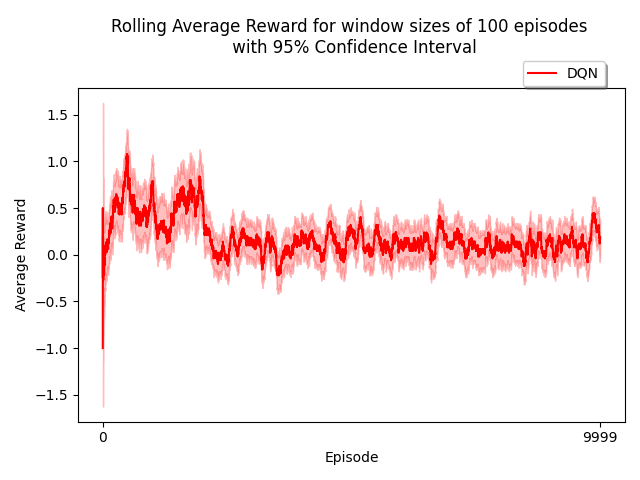 Rolling Average Reward for window sizes of 100 episodes
with 95% Confidence Interval
DQN
1.5
1.0
0.5
0.0
−0.5
−1.0
−1.5
Average Reward
0
9999
Episode